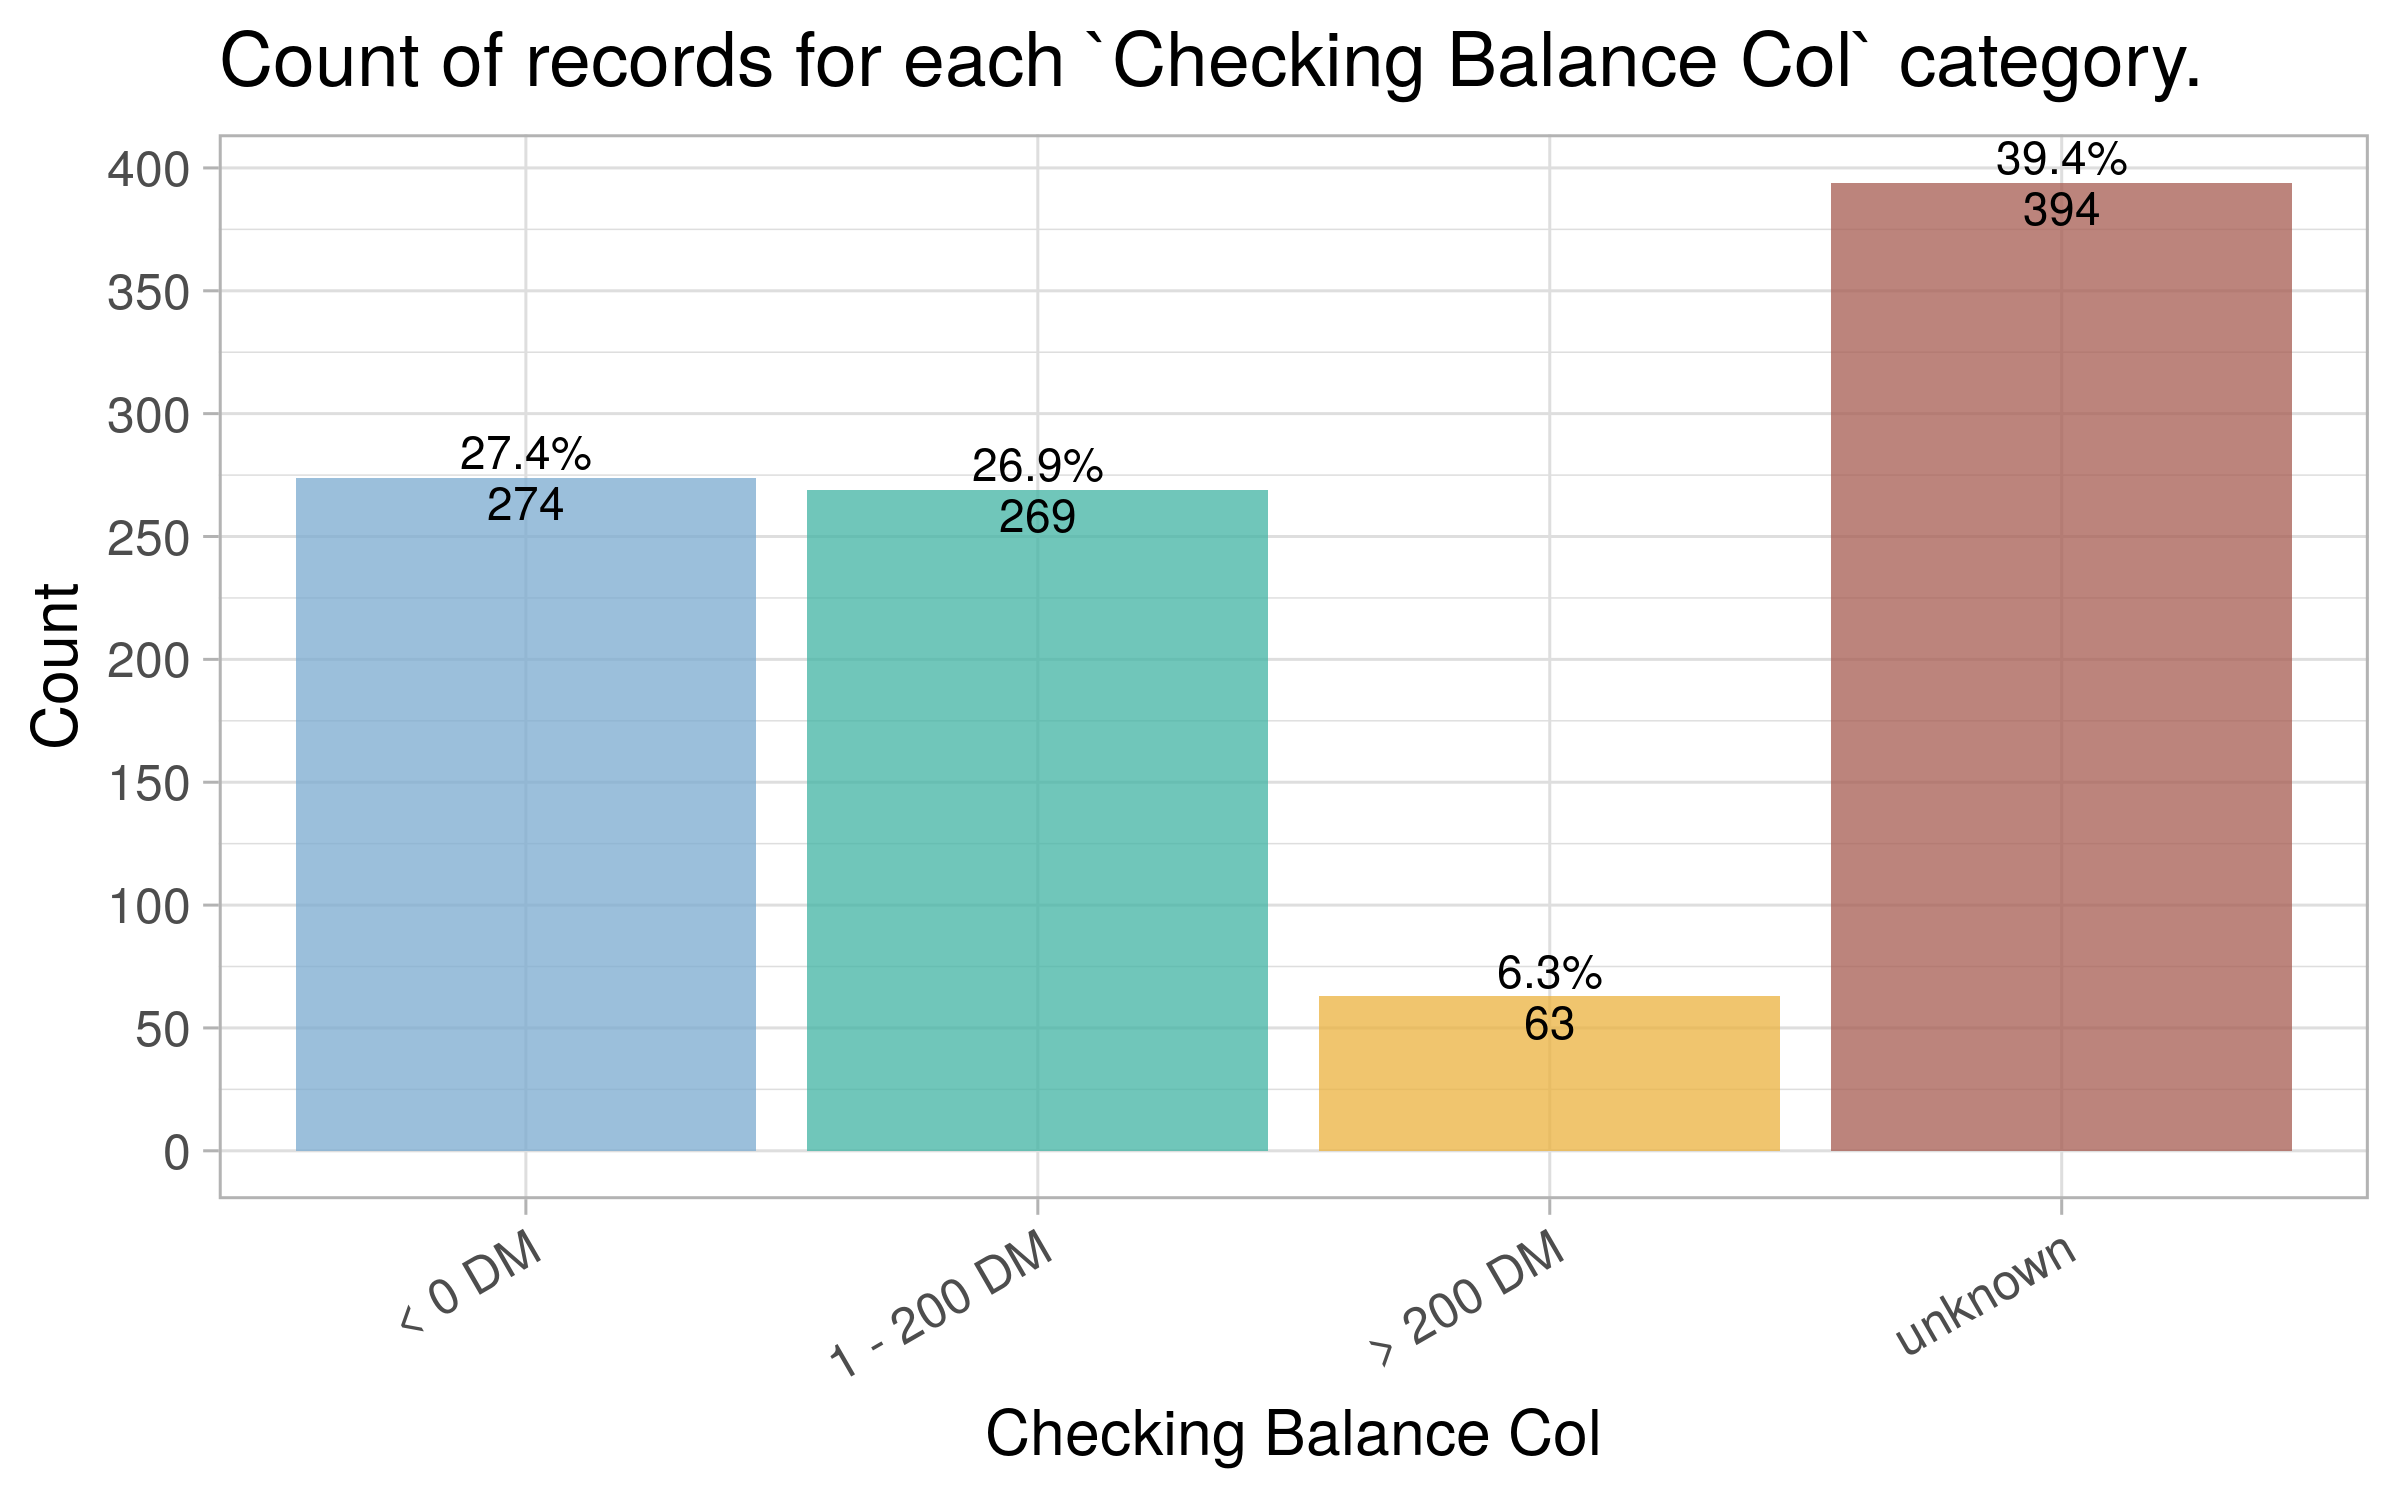 Count of records for each `Checking Balance Col` category.
400
350
300
250
200
150
100
50
0
Count
27.4%
274
26.9%
269
6.3%
63
39.4%
394
< 0 DM
1 - 200 DM
> 200 DM
unknown
Checking Balance Col